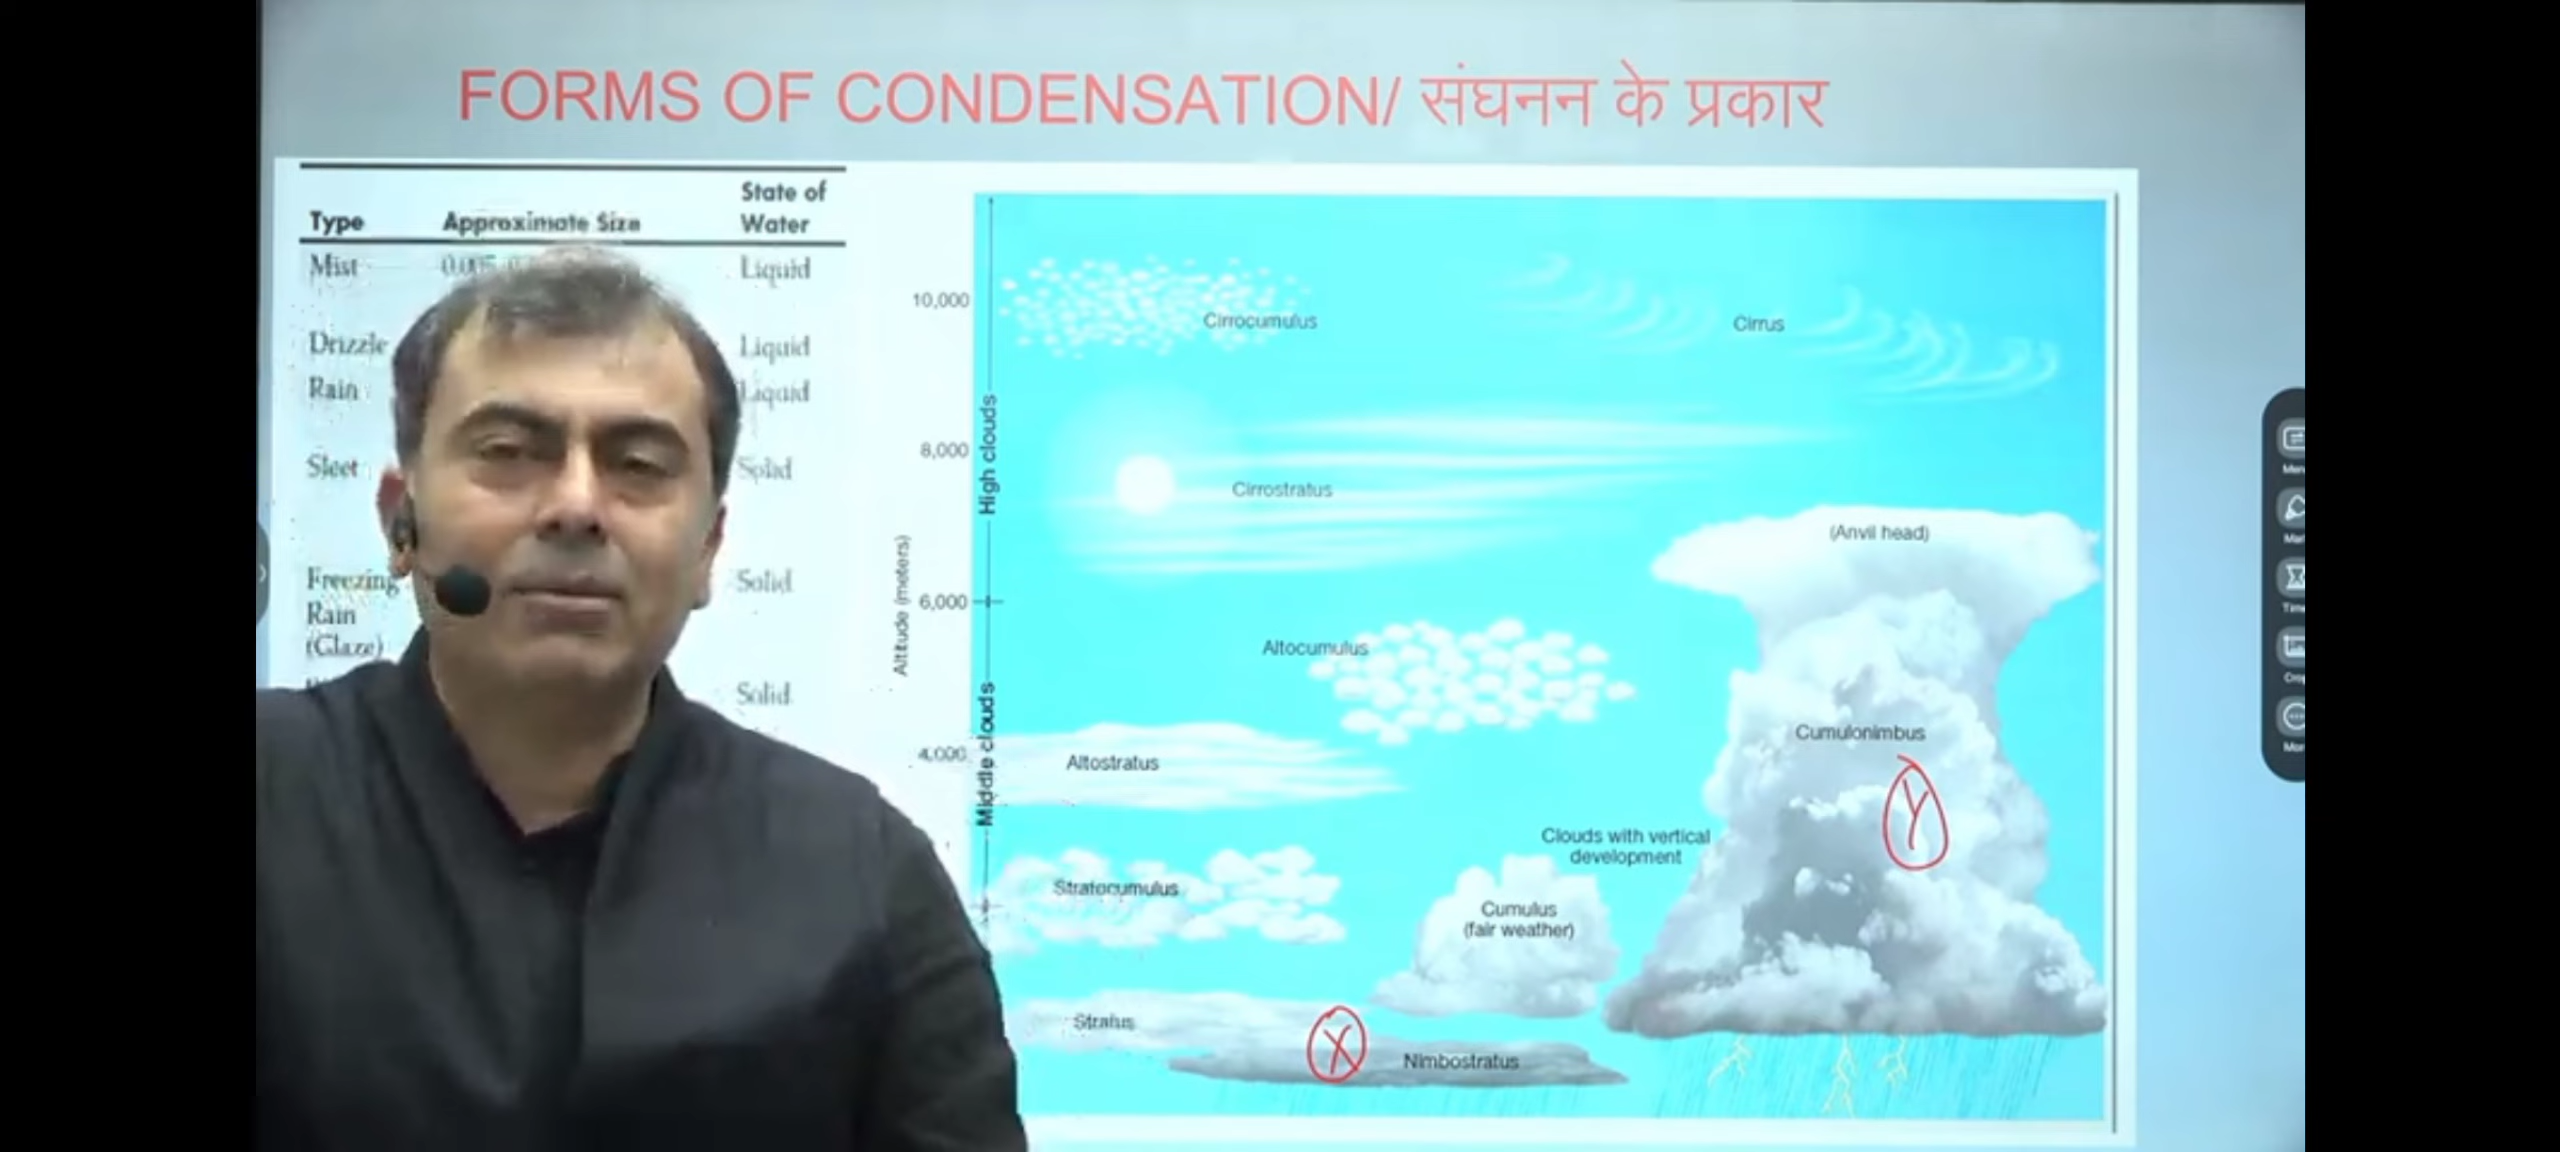 FORMS OF CONDENSATION/ संघनन के प्रकार
Type Approximate Size State of Water
Mist Liquid
Drizzle Liquid
Rain Liquid
Sleet Solid
Freezing Rain (Glaze) Solid
Solid
Altitude (meters)
10,000
8,000
6,000
4,000
High clouds
Middle clouds
Cirrocumulus
Cirrus
Cirrostratus
(Anvil head)
Altocumulus
Cumulonimbus
Y
Altostratus
Clouds with vertical
development
Stratocumulus
Cumulus
(fair weather)
Stratus
X
Nimbostratus